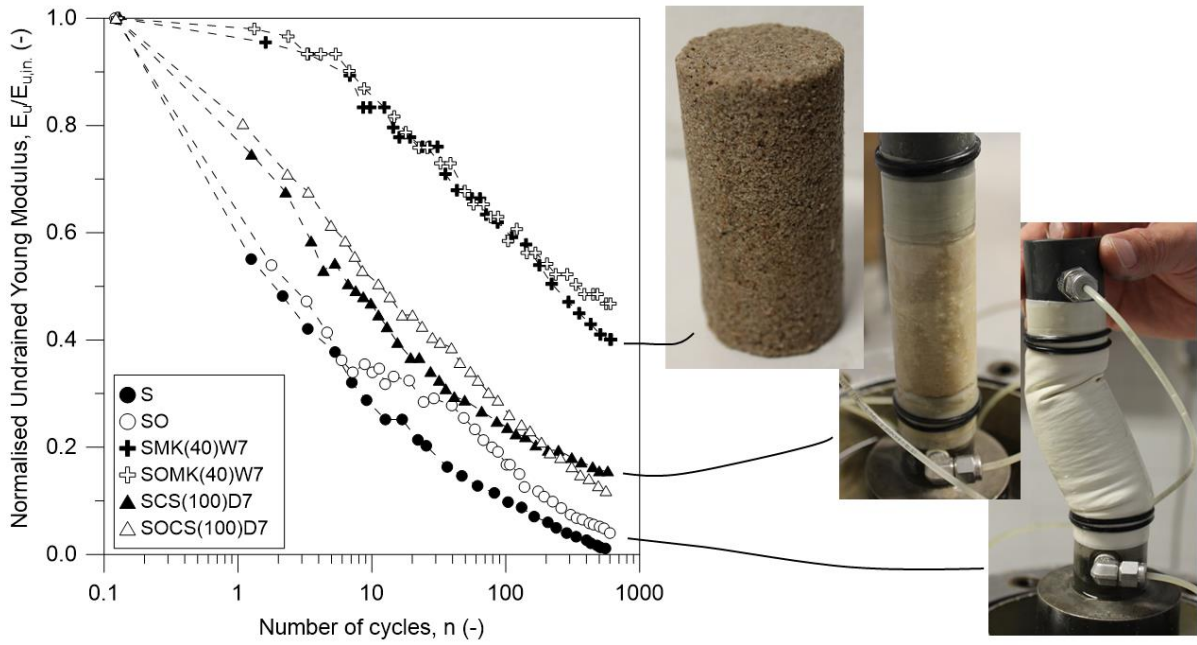 Normalised Undrained Young Modulus, E_u/E_u,in. (-)
1.0
0.8
0.6
0.4
0.2
0.0
S
SO
SMK(40)W7
SOMK(40)W7
SCS(100)D7
SOCS(100)D7
0.1 1 10 100 1000
Number of cycles, n (-)